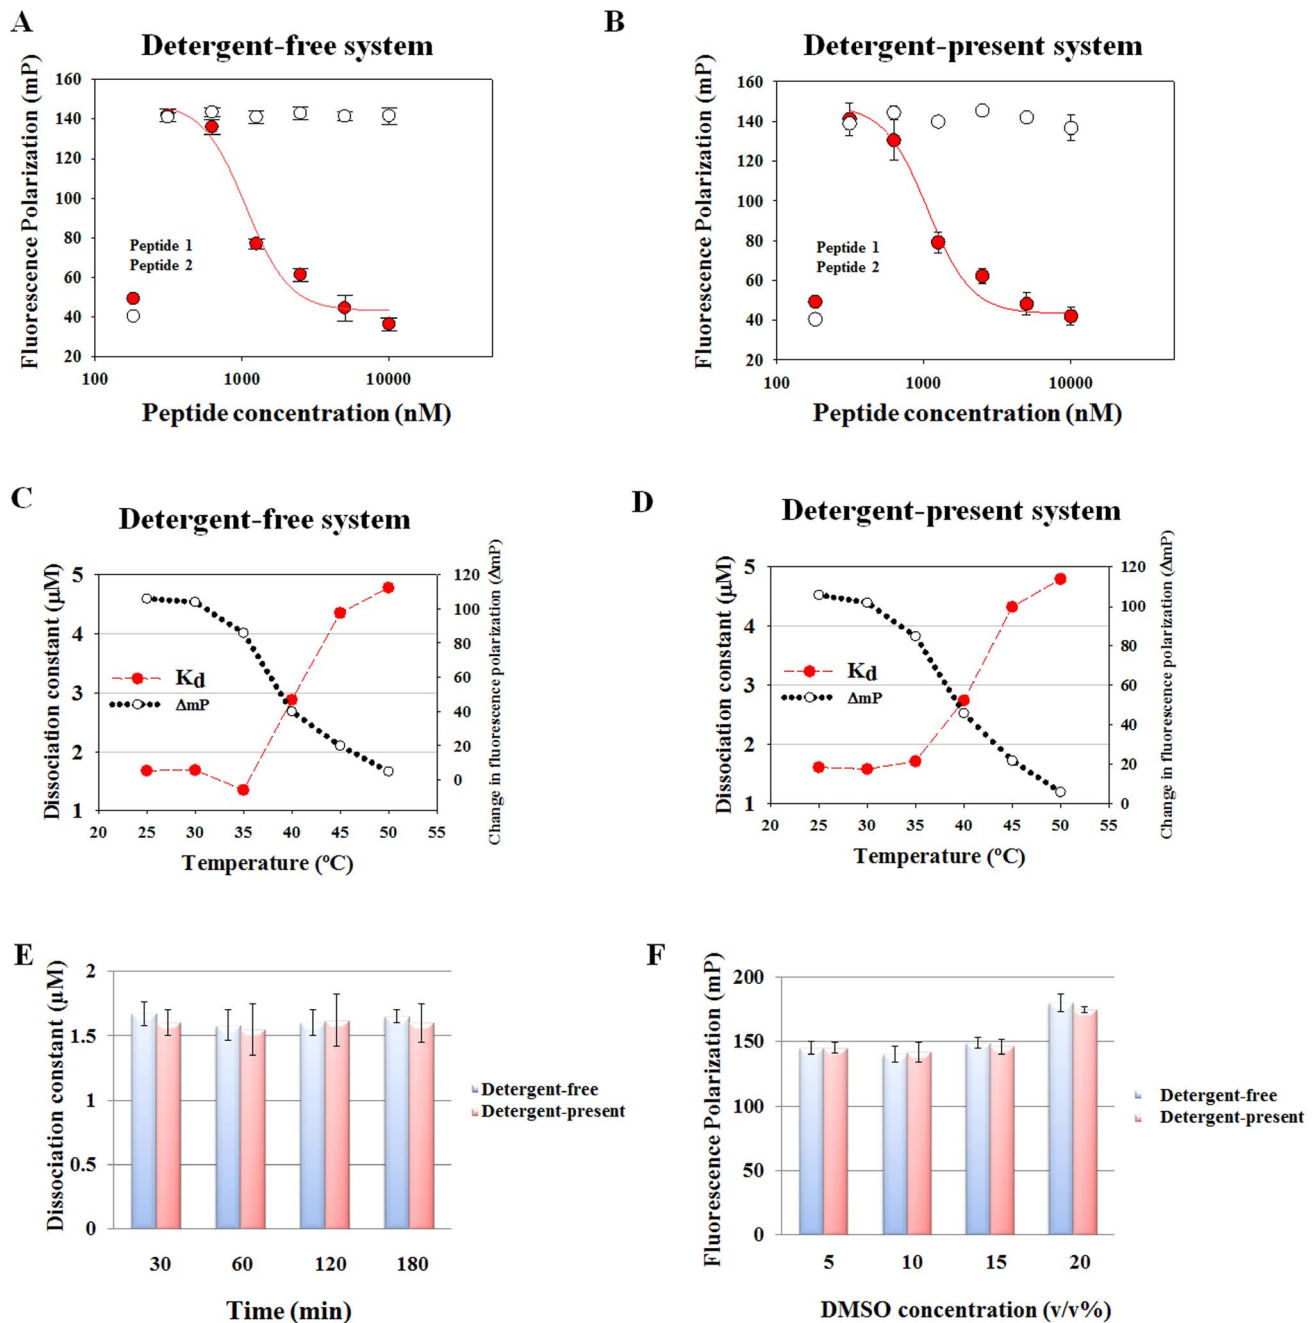 A
Detergent-free system
Fluorescence Polarization (mP)
160
140
120
100
80
60
40
20
Peptide 1
Peptide 2
100
1000
10000
Peptide concentration (nM)
B
Detergent-present system
Fluorescence Polarization (mP)
160
140
120
100
80
60
40
20
Peptide 1
Peptide 2
100
1000
10000
Peptide concentration (nM)
C
Detergent-free system
Dissociation constant (µM)
5
4
3
2
1
Kd
ΔmP
120
100
80
60
40
20
0
Change in fluorescence polarization (ΔmP)
20 25 30 35 40 45 50 55
Temperature (ºC)
D
Detergent-present system
Dissociation constant (µM)
5
4
3
2
1
Kd
ΔmP
120
100
80
60
40
20
0
Change in fluorescence polarization (ΔmP)
20 25 30 35 40 45 50 55
Temperature (ºC)
E
Dissociation constant (µM)
2
1.5
1
0.5
0
30 60 120 180
Time (min)
Detergent-free
Detergent-present
F
Fluorescence Polarization (mP)
200
150
100
50
0
5 10 15 20
DMSO concentration (v/v%)
Detergent-free
Detergent-present